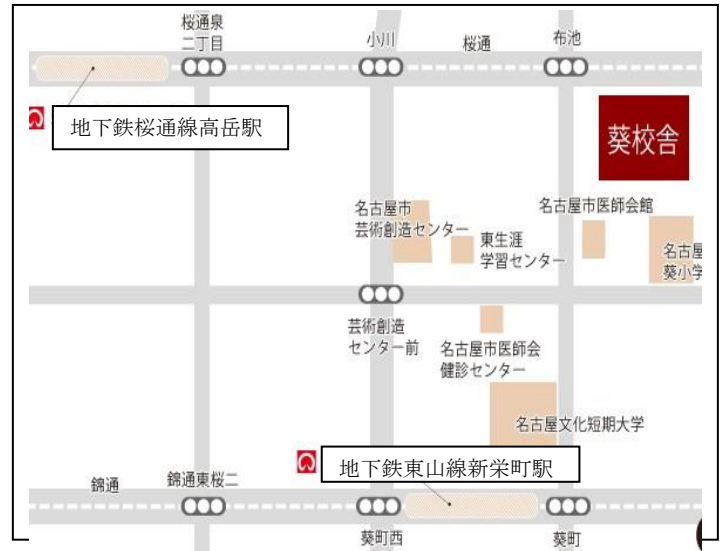 桜通泉
二丁目
小川
桜通
布池
地下鉄桜通線高岳駅
葵校舎
名古屋市
芸術創造センター
東生涯
学習センター
名古屋市医師会館
名古屋
葵小学
芸術創造
センター前
名古屋市医師会
健診センター
名古屋文化短期大学
地下鉄東山線新栄町駅
錦通
錦通東桜二
葵町西
葵町